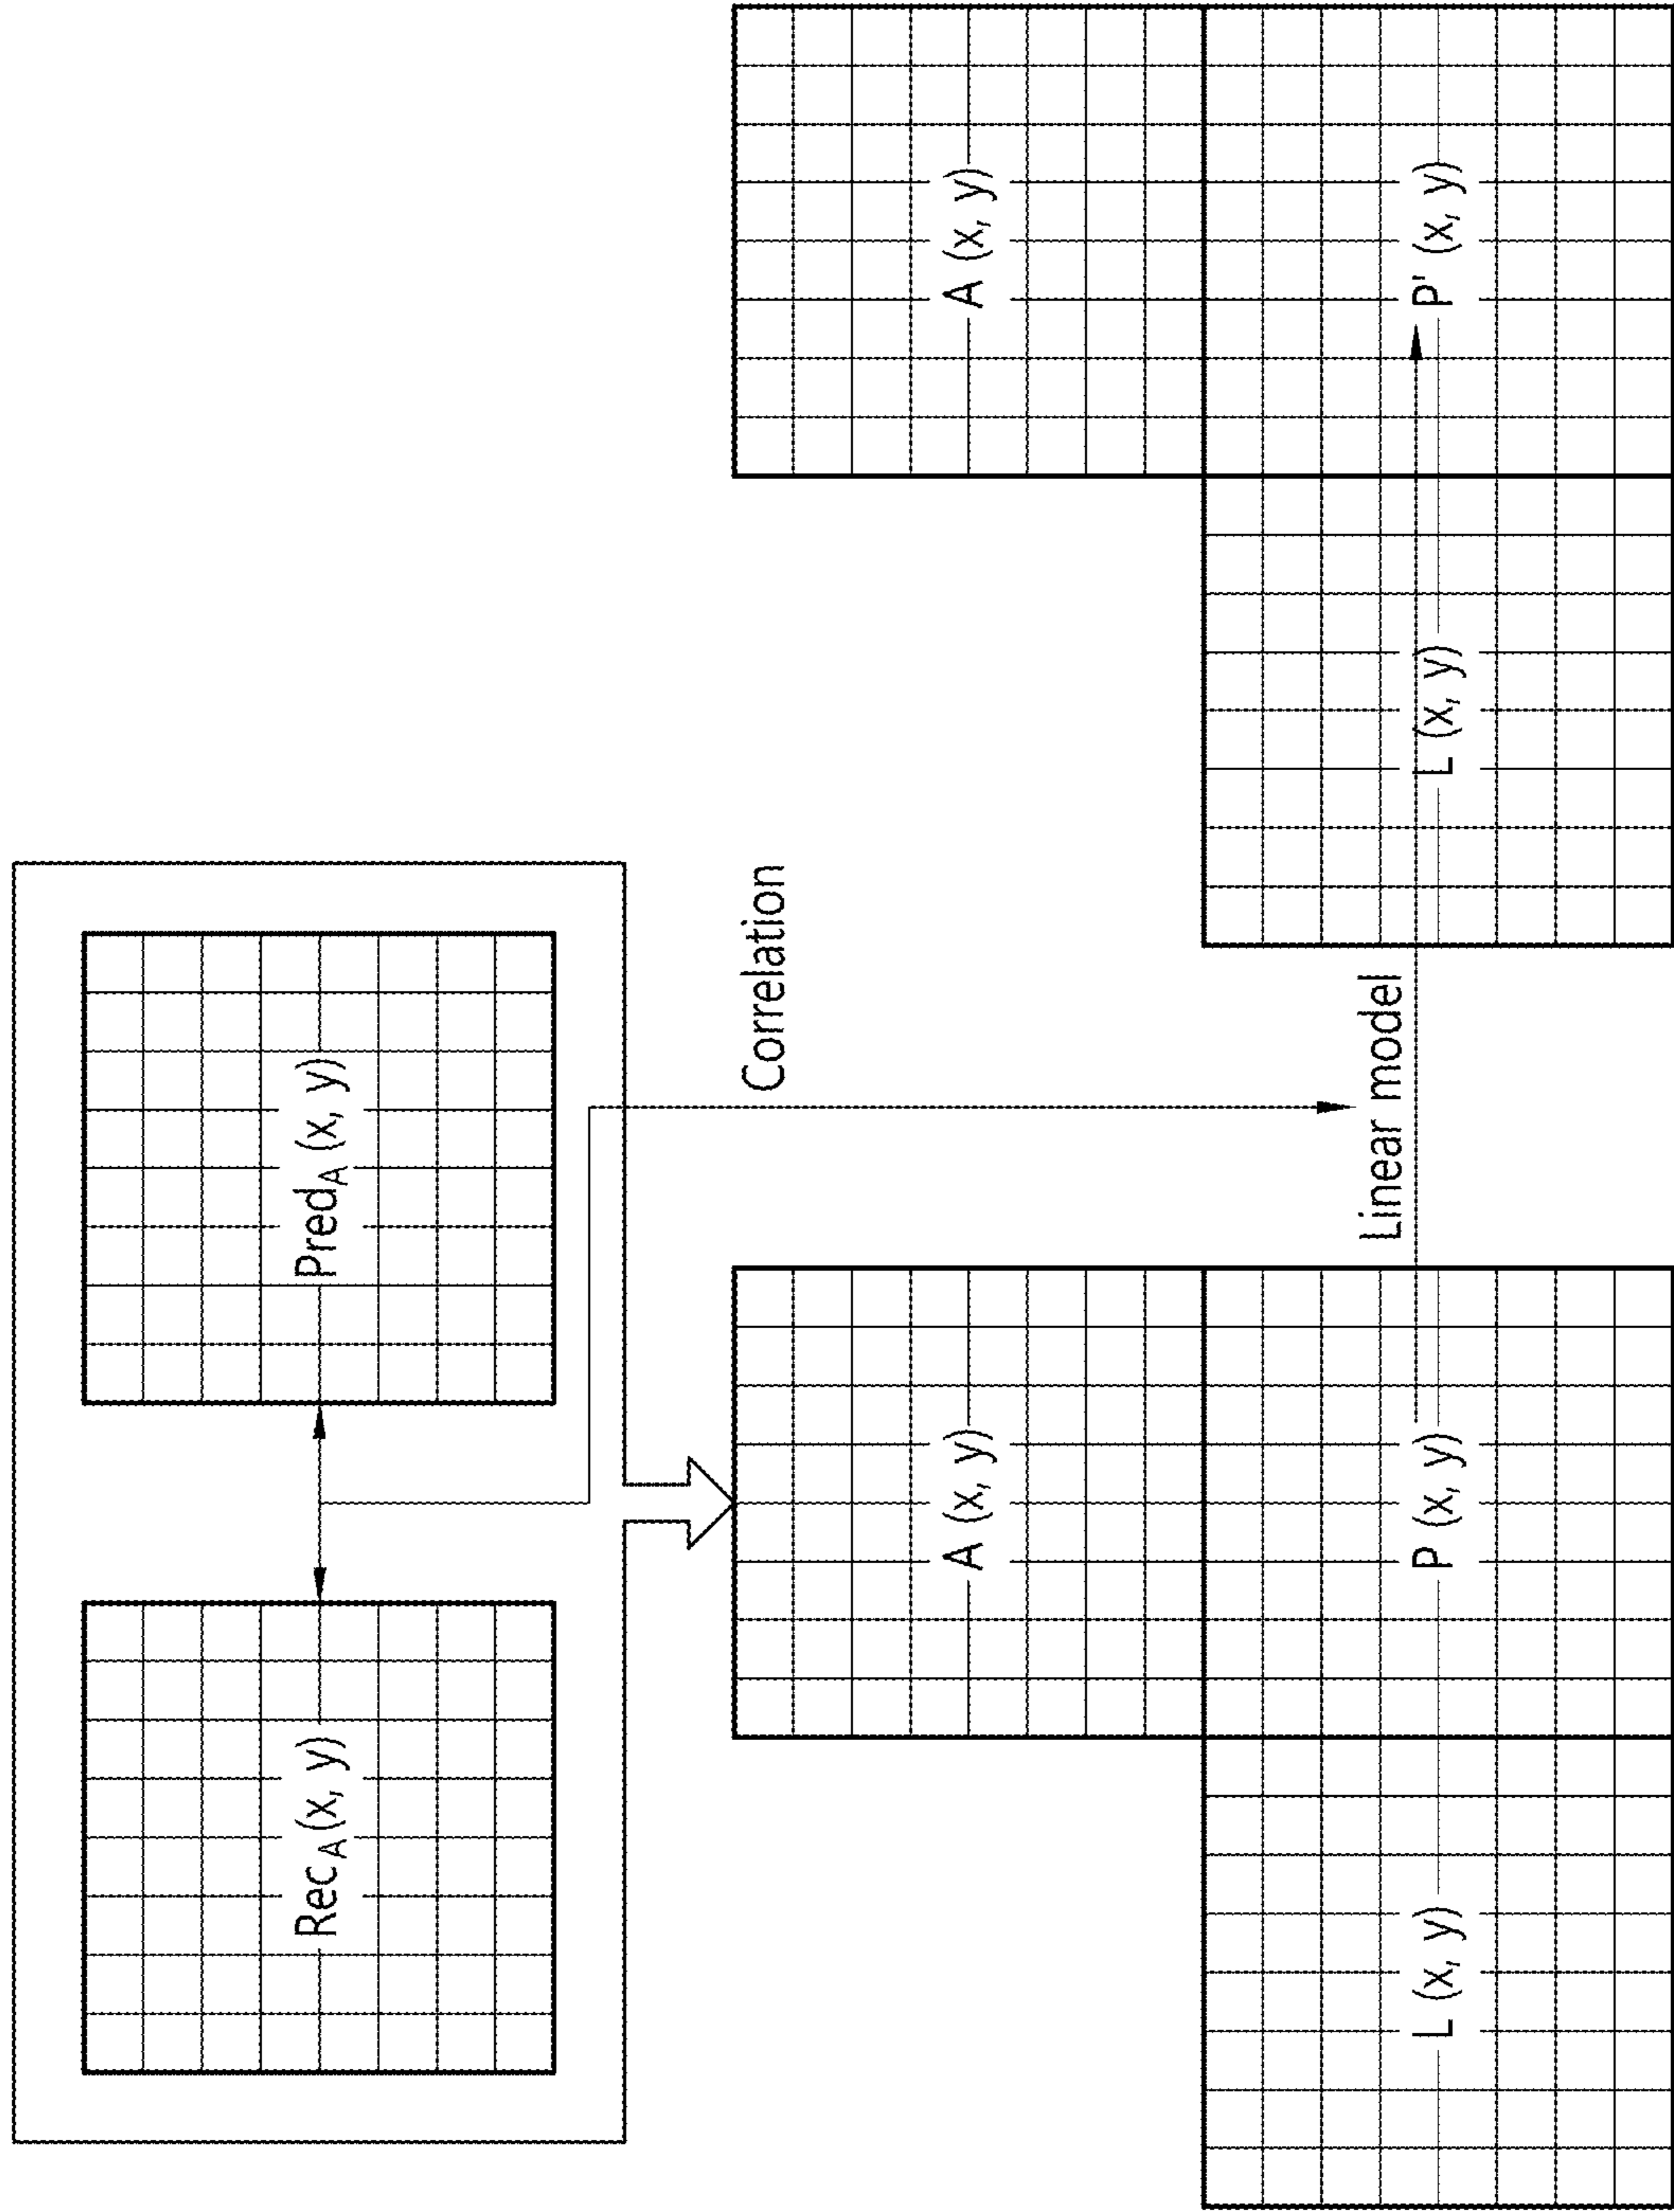 Rec_A (x, y)
Pred_A (x, y)
Correlation
A (x, y)
A (x, y)
Linear model
L (x, y)
P (x, y)
L (x, y)
P' (x, y)